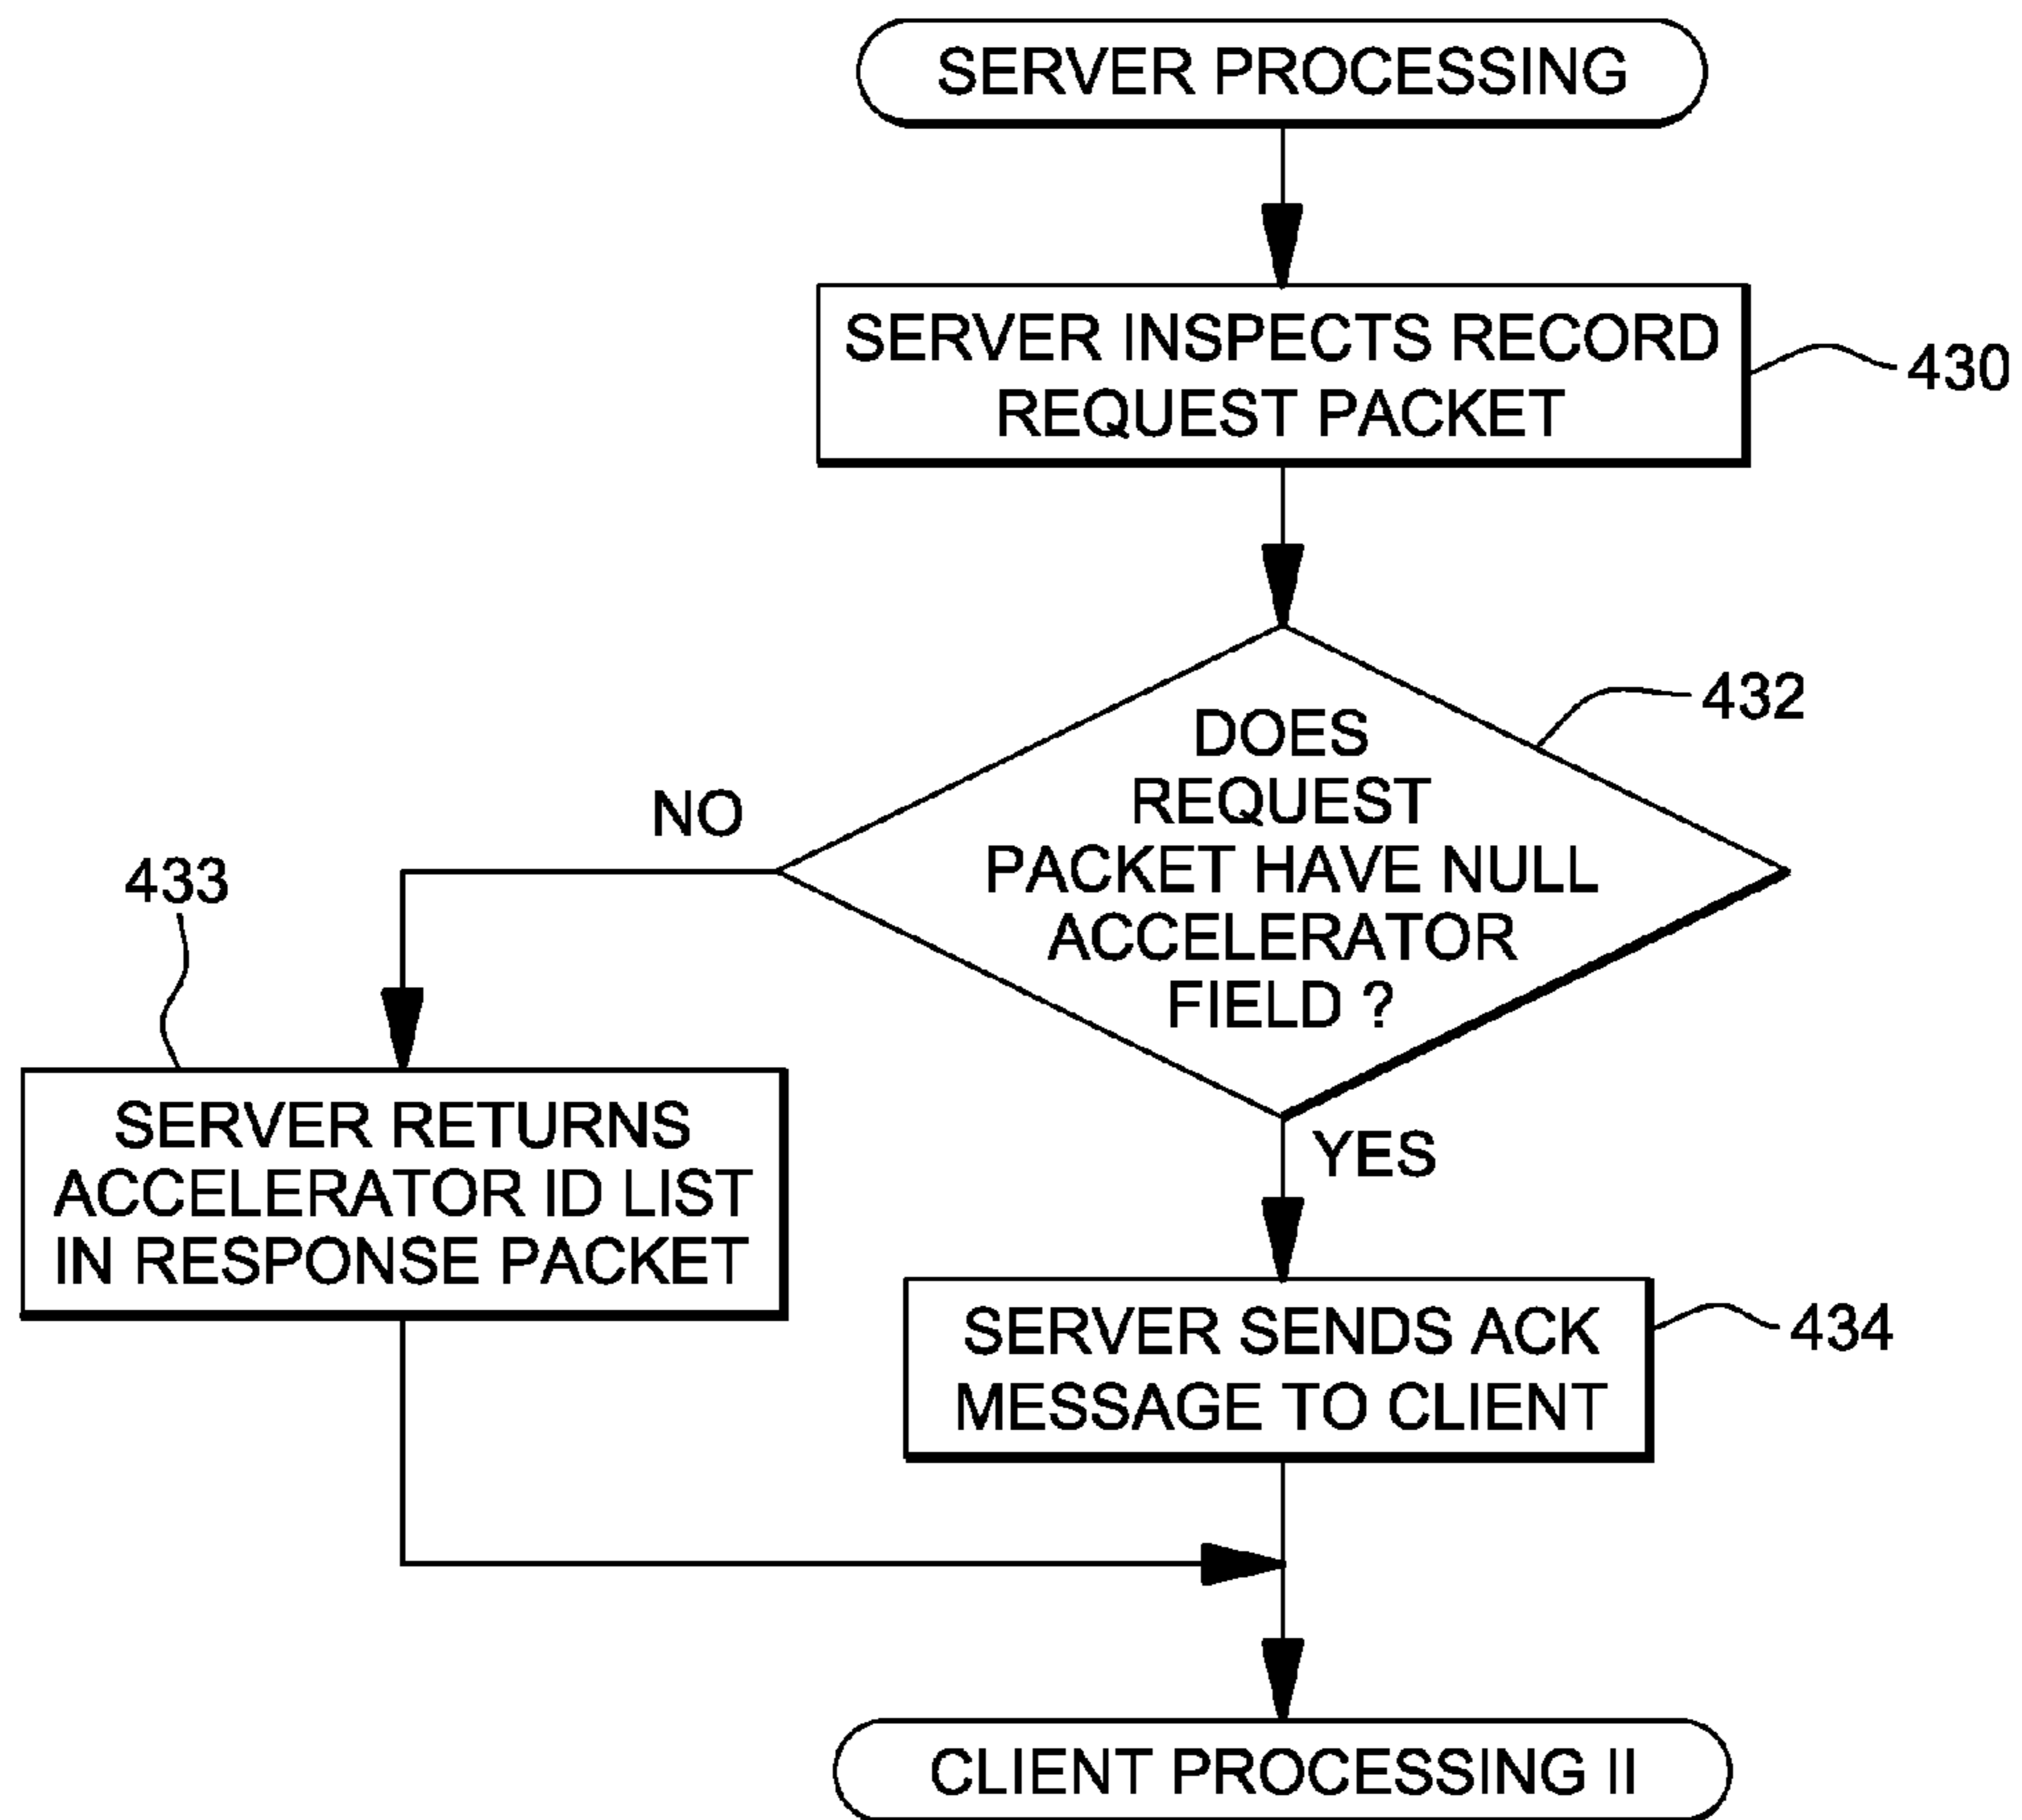 SERVER PROCESSING
SERVER INSPECTS RECORD
REQUEST PACKET
430
432
DOES
REQUEST
PACKET HAVE NULL
ACCELERATOR
FIELD ?
NO
433
SERVER RETURNS
ACCELERATOR ID LIST
IN RESPONSE PACKET
YES
SERVER SENDS ACK
MESSAGE TO CLIENT
434
CLIENT PROCESSING II